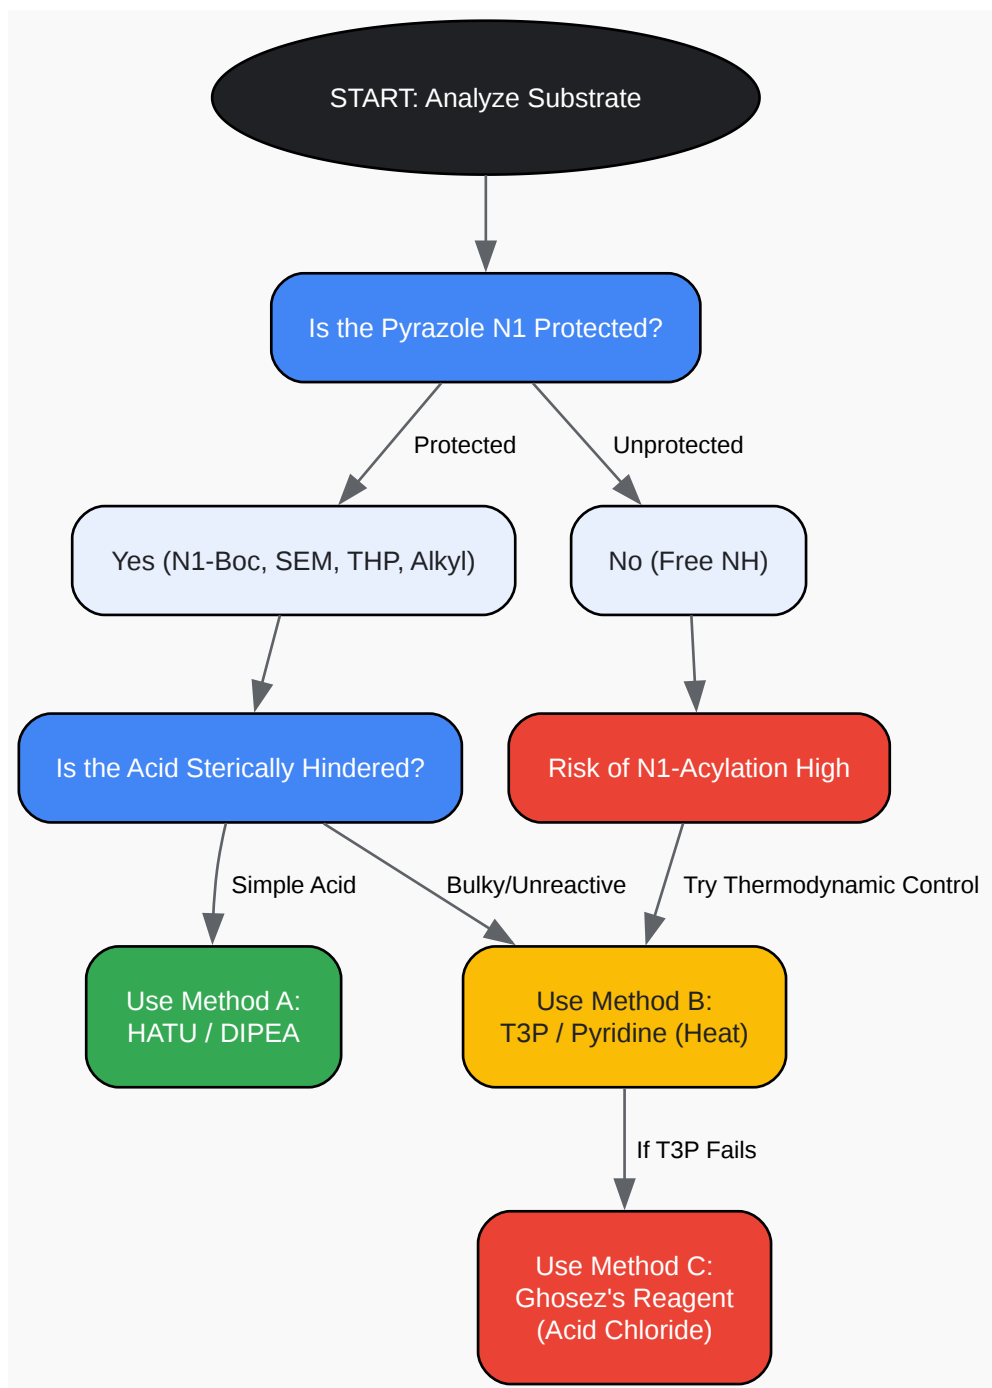 START: Analyze Substrate
Is the Pyrazole N1 Protected?
Protected
Unprotected
Yes (N1-Boc, SEM, THP, Alkyl)
No (Free NH)
Is the Acid Sterically Hindered?
Risk of N1-Acylation High
Simple Acid
Bulky/Unreactive
Try Thermodynamic Control
Use Method A:
HATU / DIPEA
Use Method B:
T3P / Pyridine (Heat)
If T3P Fails
Use Method C:
Ghosez's Reagent
(Acid Chloride)